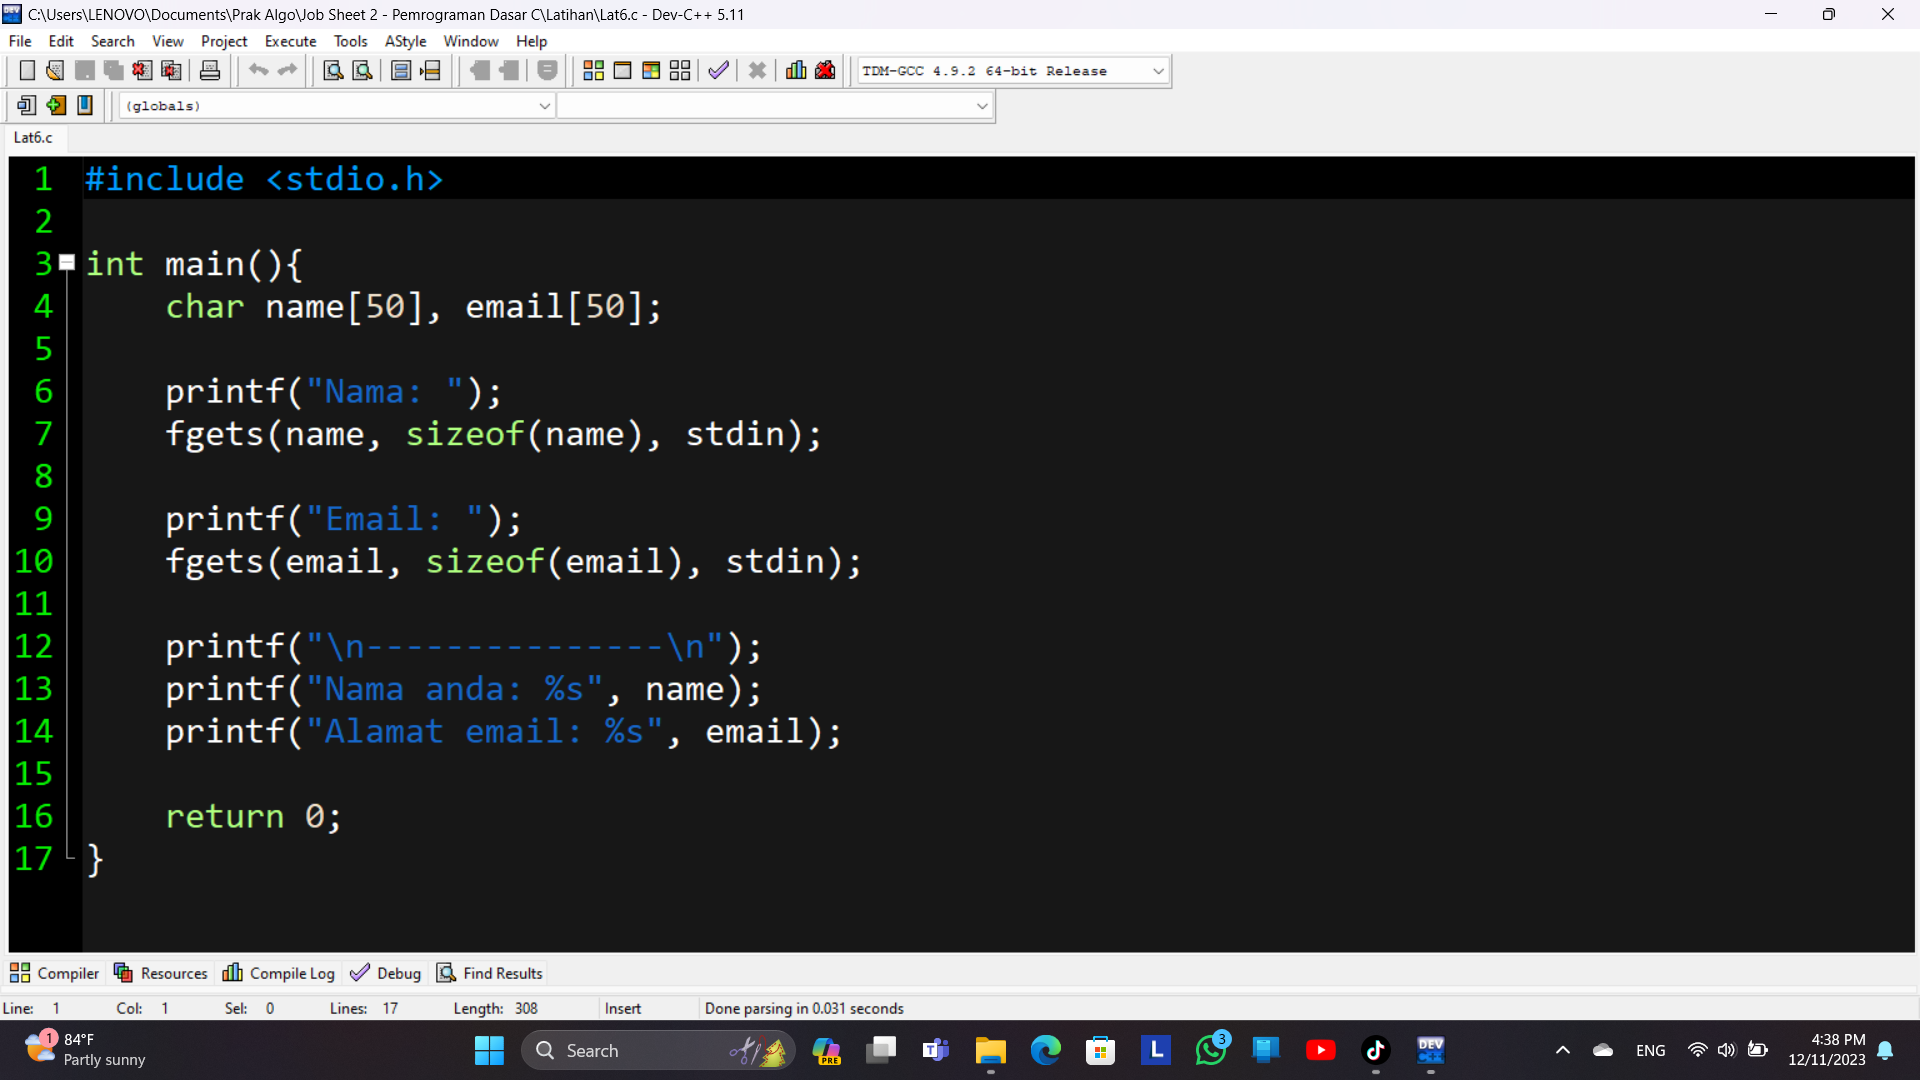 C:\Users\LENOVO\Documents\Prak Algo\Job Sheet 2 - Pemrograman Dasar C\Latihan\Lat6.c - Dev-C++ 5.11
File Edit Search View Project Execute Tools AStyle Window Help
TDM-GCC 4.9.2 64-bit Release
(globals)
Lat6.c
1 #include <stdio.h>
2
3 int main(){
4     char name[50], email[50];
5
6     printf("Nama: ");
7     fgets(name, sizeof(name), stdin);
8
9     printf("Email: ");
10     fgets(email, sizeof(email), stdin);
11
12     printf("\n---------------\n");
13     printf("Nama anda: %s", name);
14     printf("Alamat email: %s", email);
15
16     return 0;
17 }
Compiler Resources Compile Log Debug Find Results
Line: 1 Col: 1 Sel: 0 Lines: 17 Length: 308 Insert Done parsing in 0.031 seconds
1 84°F
Partly sunny
Search
PRE
T
L
3
DEV
C++
ENG
4:38 PM
12/11/2023